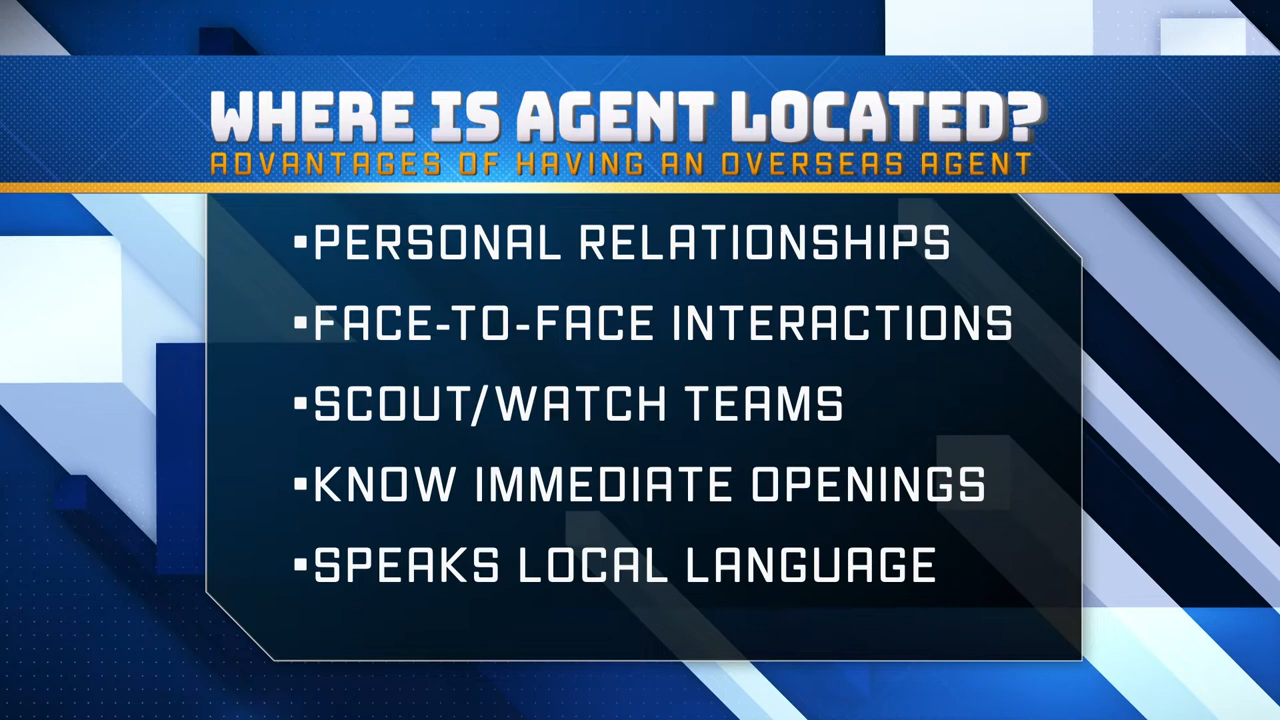 WHERE IS AGENT LOCATED?
ADVANTAGES OF HAVING AN OVERSEAS AGENT
▪PERSONAL RELATIONSHIPS
▪FACE-TO-FACE INTERACTIONS
▪SCOUT/WATCH TEAMS
▪KNOW IMMEDIATE OPENINGS
▪SPEAKS LOCAL LANGUAGE